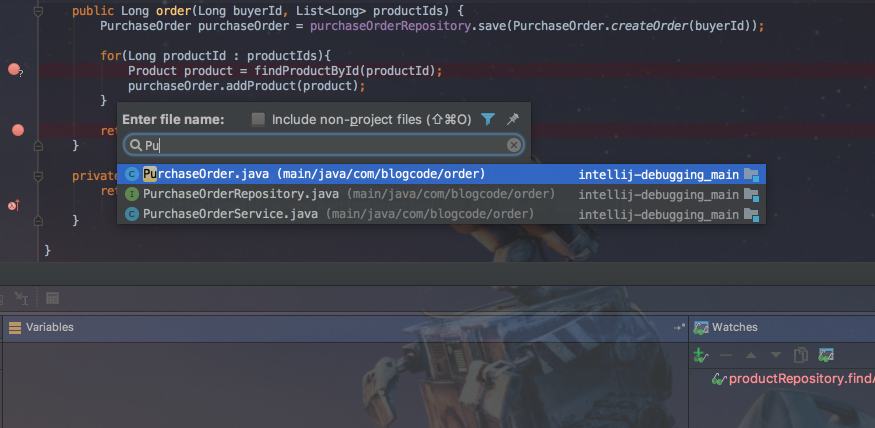 public Long order(Long buyerId, List<Long> productIds) {
PurchaseOrder purchaseOrder = purchaseOrderRepository.save(PurchaseOrder.createOrder(buyerId));
for(Long productId : productIds){
Product product = findProductById(productId);
purchaseOrder.addProduct(product);
}
Enter file name: Include non-project files (⇧⌘O)
ret
Pu
}
PurchaseOrder.java (main/java/com/blogcode/order) intellij-debugging_main
private
PurchaseOrderRepository.java (main/java/com/blogcode/order) intellij-debugging_main
ret
PurchaseOrderService.java (main/java/com/blogcode/order) intellij-debugging_main
}
}
Variables
Watches
productRepository.find